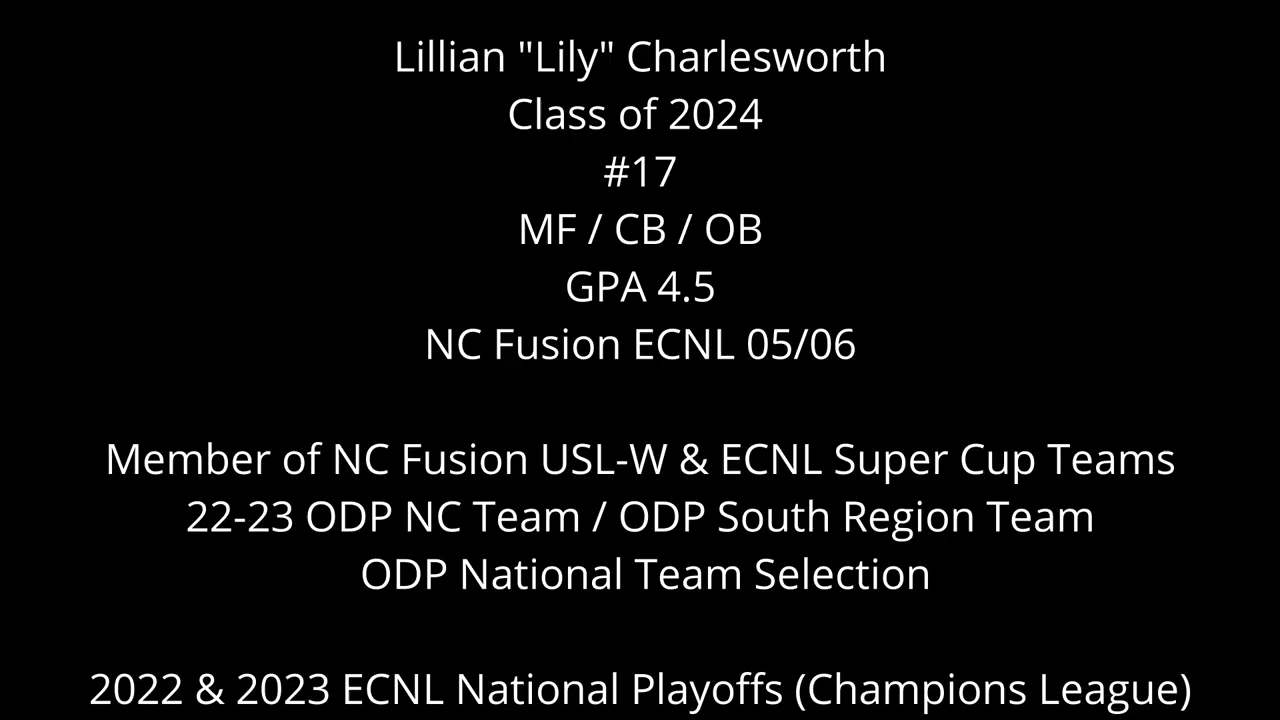 Lillian "Lily" Charlesworth
Class of 2024
#17
MF / CB / OB
GPA 4.5
NC Fusion ECNL 05/06
Member of NC Fusion USL-W & ECNL Super Cup Teams
22-23 ODP NC Team / ODP South Region Team
ODP National Team Selection
2022 & 2023 ECNL National Playoffs (Champions League)